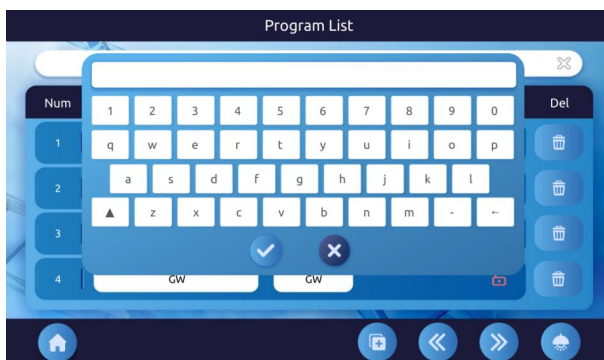 Program List
Num Del
1 2 3 4 5 6 7 8 9 0
1 q w e r t y u i o p
2 a s d f g h j k l
3 z x c v b n m - ←
4 GW GW